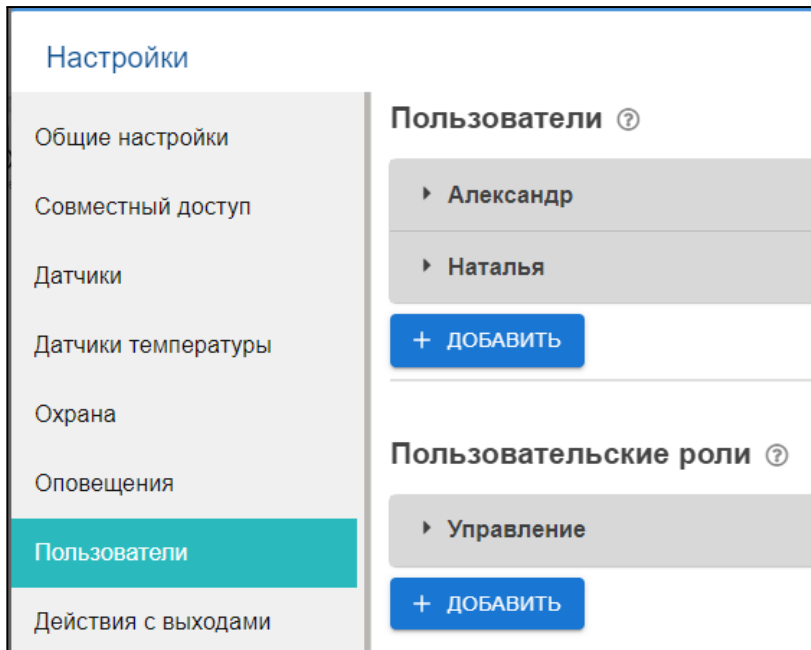 Настройки
Общие настройки
Совместный доступ
Датчики
Датчики температуры
Охрана
Оповещения
Пользователи
Действия с выходами
Пользователи ?
Александр
Наталья
+ ДОБАВИТЬ
Пользовательские роли ?
Управление
+ ДОБАВИТЬ